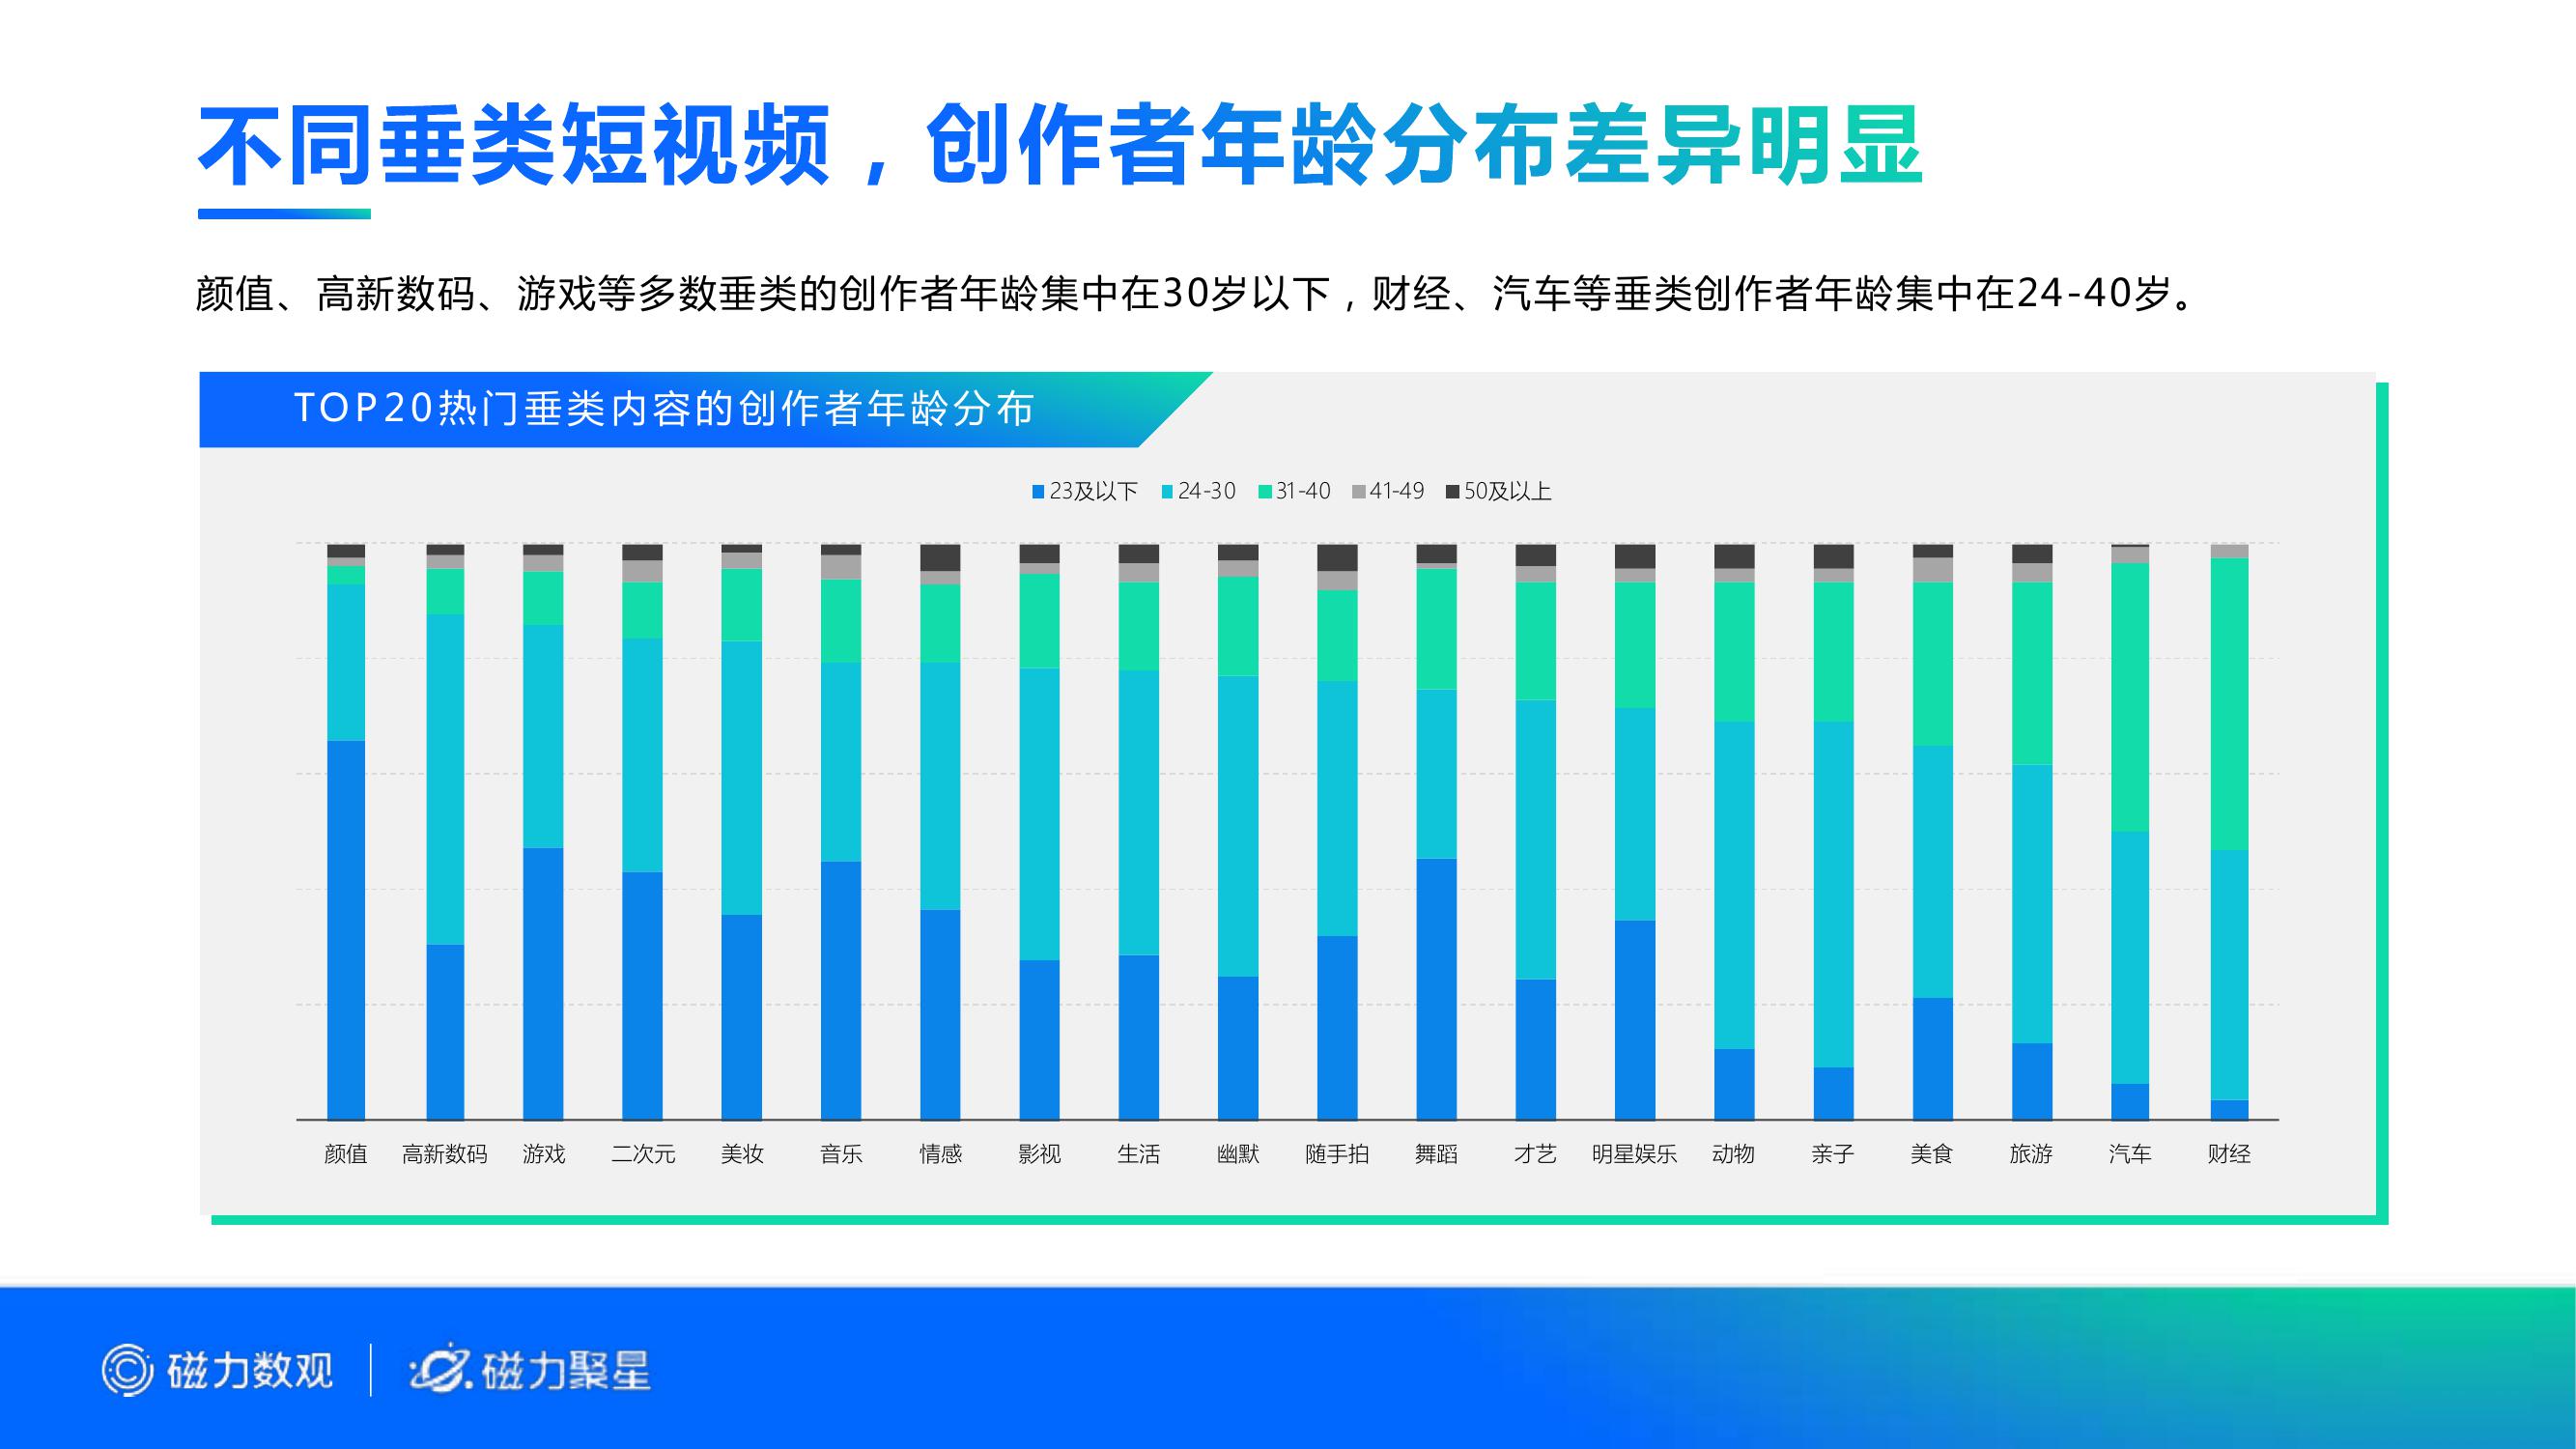 不同垂类短视频，创作者年龄分布差异明显
颜值、高新数码、游戏等多数垂类的创作者年龄集中在30岁以下，财经、汽车等垂类创作者年龄集中在24-40岁。
TOP20热门垂类内容的创作者年龄分布
23及以下 24-30 31-40 41-49 50及以上
颜值 高新数码 游戏 二次元 美妆 音乐 情感 影视 生活 幽默 随手拍 舞蹈 才艺 明星娱乐 动物 亲子 美食 旅游 汽车 财经
磁力数观 磁力聚星